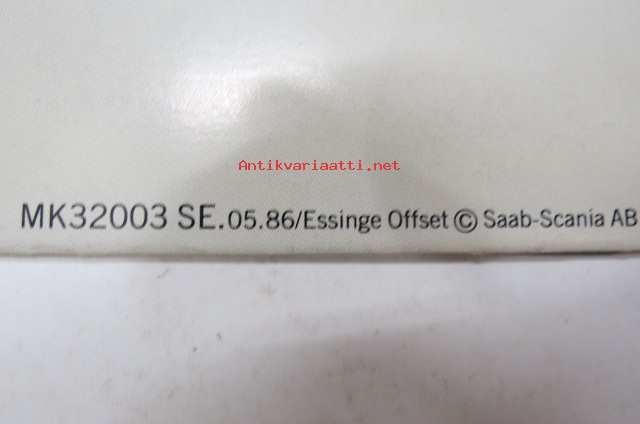 Antikvariaatti.net
MK32003 SE.05.86/Essinge Offset © Saab-Scania AB